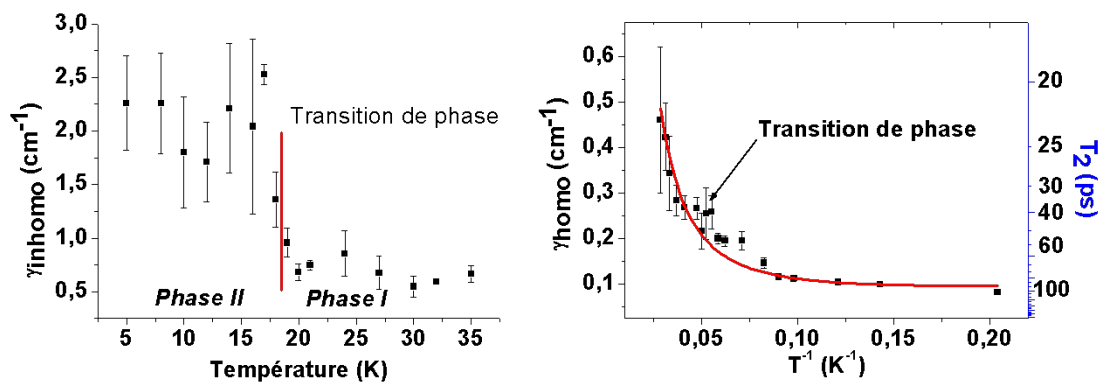 3,0
2,5
2,0
1,5
1,0
0,5
γinhomo (cm-1)
Transition de phase
Phase II
Phase I
5 10 15 20 25 30 35
Température (K)
0,6
0,5
0,4
0,3
0,2
0,1
γhomo (cm-1)
Transition de phase
0,05 0,10 0,15 0,20
T-1 (K-1)
20
25
30
40
60
100
T2 (ps)